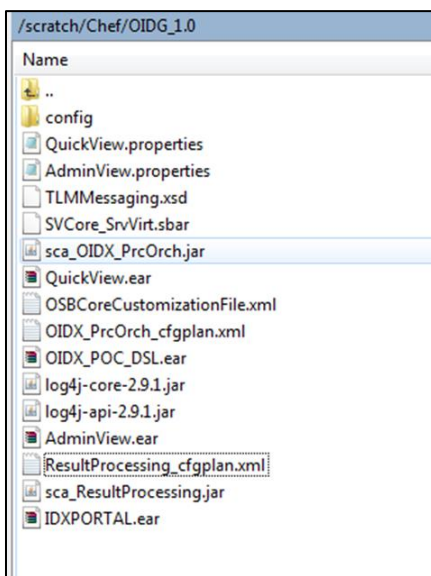 /scratch/Chef/OIDG_1.0
Name
..
config
QuickView.properties
AdminView.properties
TLMMessaging.xsd
SVCore_SrvVirt.sbar
sca_OIDX_PrcOrch.jar
QuickView.ear
OSBCoreCustomizationFile.xml
OIDX_PrcOrch_cfgplan.xml
OIDX_POC_DSL.ear
log4j-core-2.9.1.jar
log4j-api-2.9.1.jar
AdminView.ear
ResultProcessing_cfgplan.xml
sca_ResultProcessing.jar
IDXPORTAL.ear